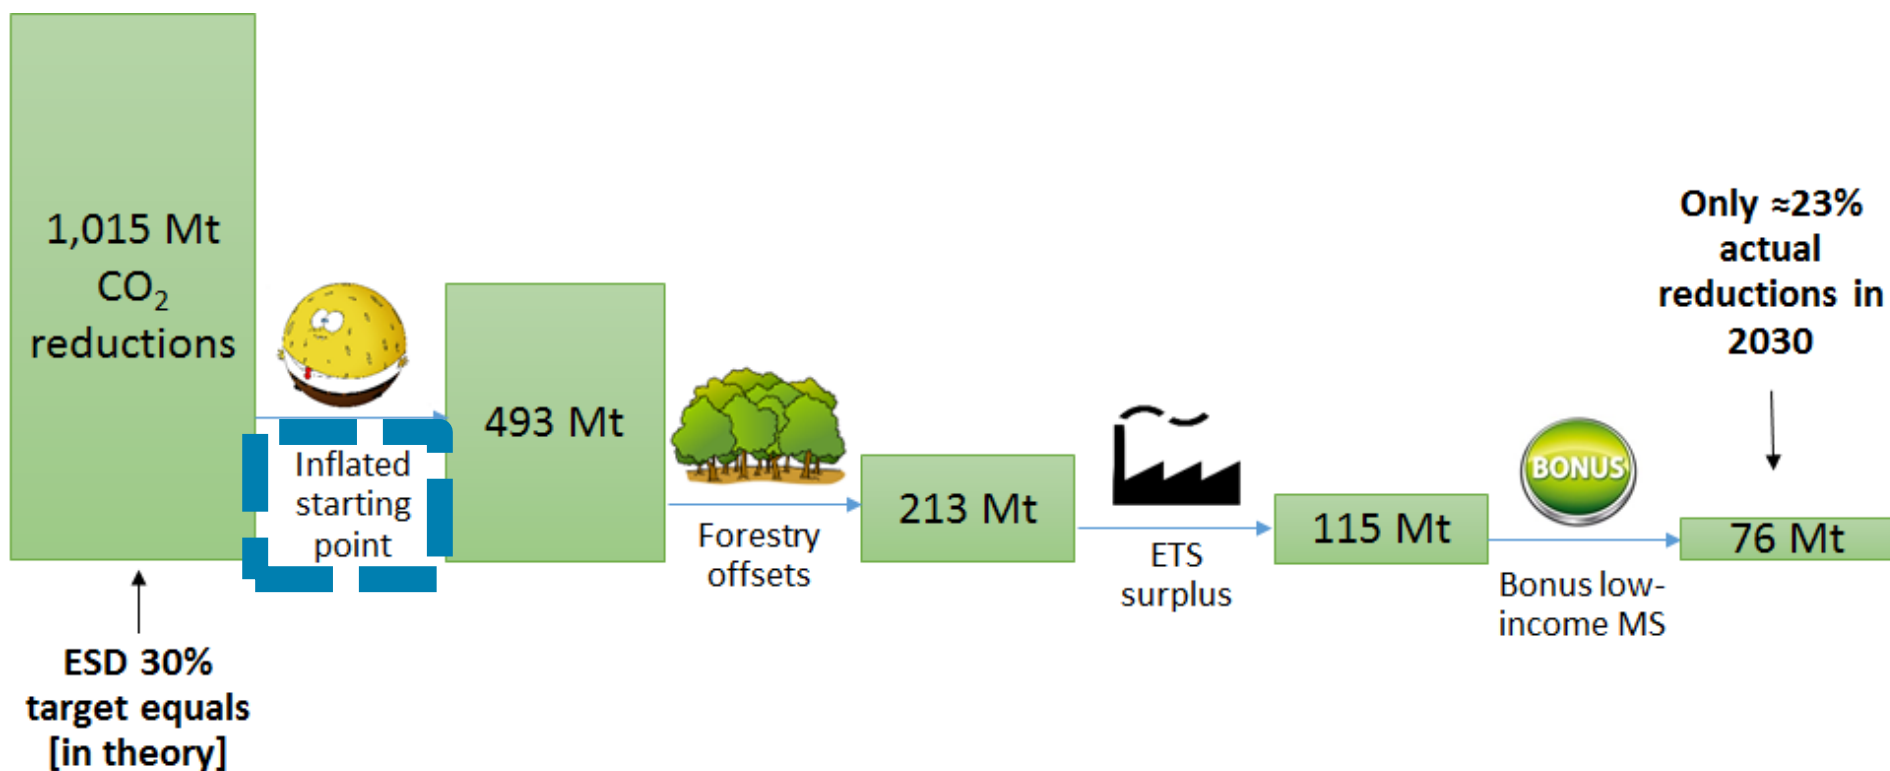 1,015 Mt
CO₂
reductions
ESD 30%
target equals
[in theory]
Inflated
starting
point
493 Mt
Forestry
offsets
213 Mt
ETS
surplus
115 Mt
BONUS
Bonus low-
income MS
Only ≈23%
actual
reductions in
2030
76 Mt